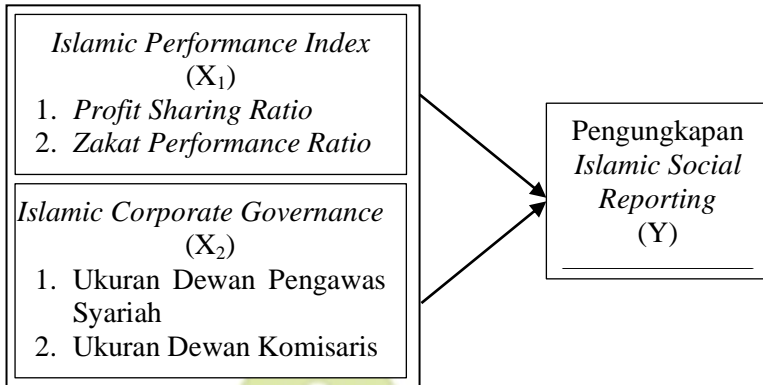 Islamic Performance Index
(X₁)
1. Profit Sharing Ratio
2. Zakat Performance Ratio
Islamic Corporate Governance
(X₂)
1. Ukuran Dewan Pengawas
Syariah
2. Ukuran Dewan Komisaris
Pengungkapan
Islamic Social
Reporting
(Y)